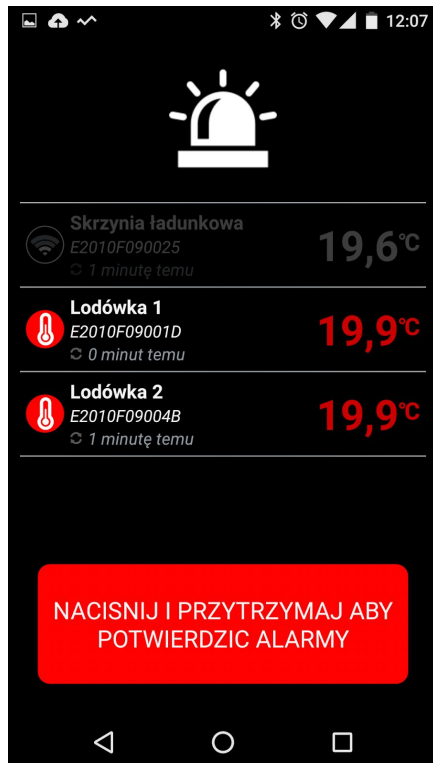 12:07
Skrzynia ładunkowa
E2010F090025
19,6°C
1 minutę temu
Lodówka 1
E2010F09001D
19,9°C
0 minut temu
Lodówka 2
E2010F09004B
19,9°C
1 minutę temu
NACISNIJ I PRZYTRZYMAJ ABY
POTWIERDZIC ALARMY